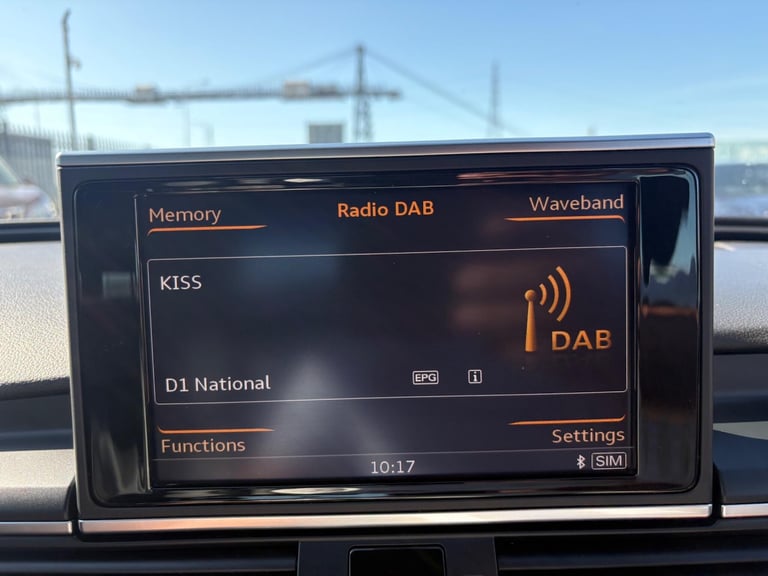 Memory
Radio DAB
Waveband
KISS
DAB
D1 National
EPG
i
Functions
Settings
10:17
SIM